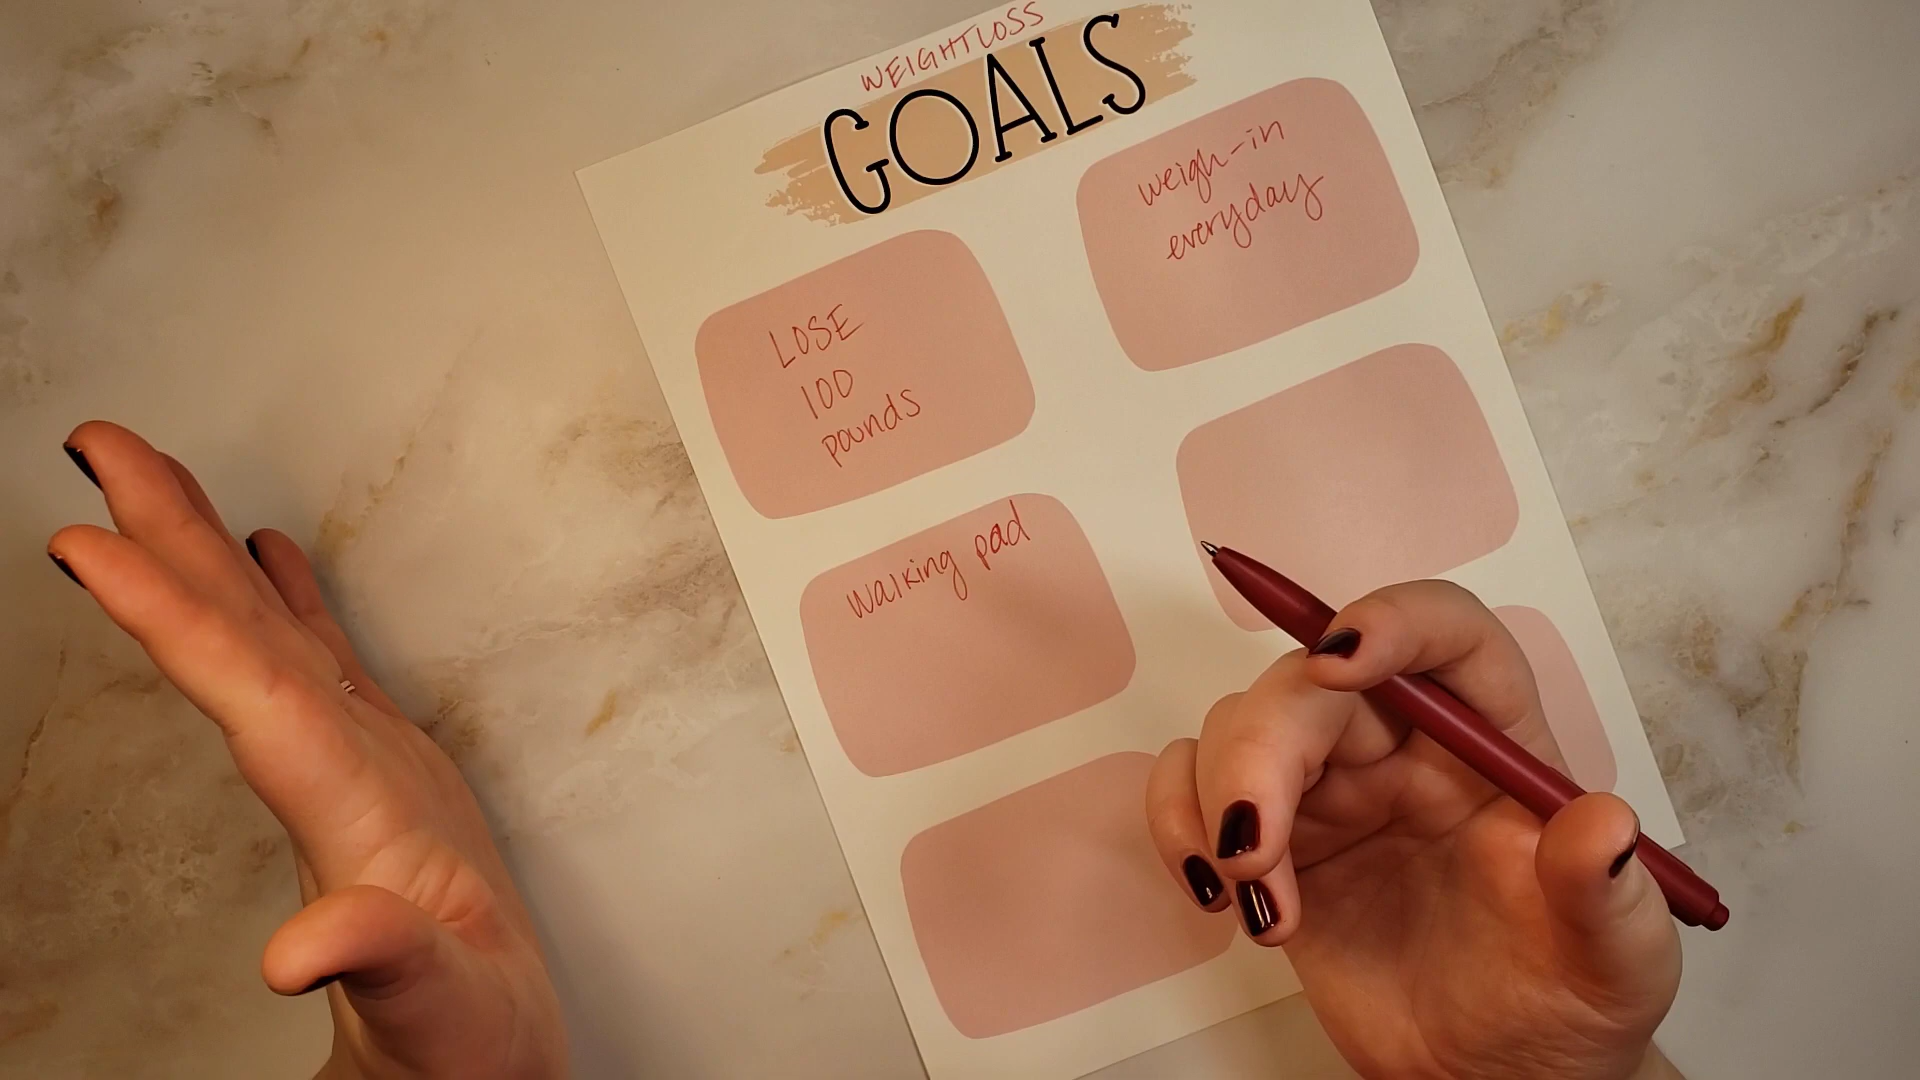 WEIGHTLOSS
GOALS
LOSE
100
pounds
weigh-in
everyday
walking pad